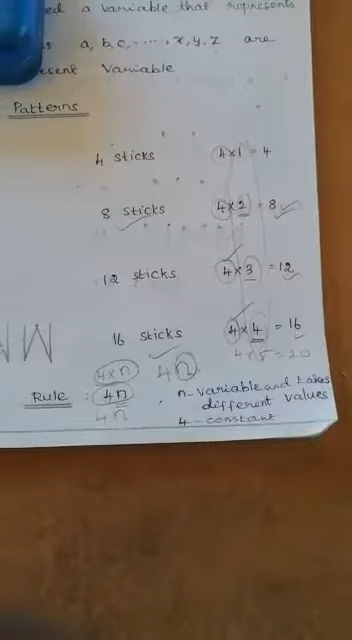 ed a variable that represents
a, b, c, ....., x, y, z are
esent Variable
Patterns
4 sticks 4×1 = 4
8 sticks 4×2 = 8
12 sticks 4×3 = 12
16 sticks 4×4 = 16
4×n 4n 4×5=20
Rule : 4n . n-variable and takes
different values
4n 4 - constant